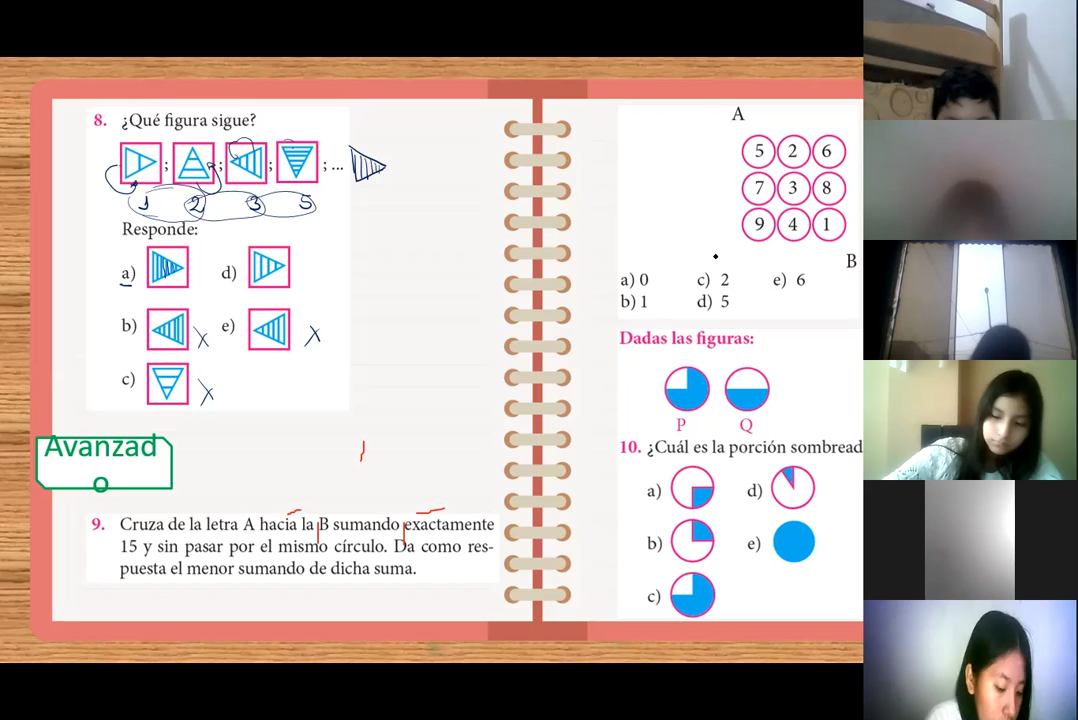 8. ¿Qué figura sigue?
; ; ; ; ...
1 2 3 5
Responde:
a) d)
b) e)
c)
Avanzad
o
9. Cruza de la letra A hacia la B sumando exactamente
15 y sin pasar por el mismo círculo. Da como res-
puesta el menor sumando de dicha suma.
A
5 2 6
7 3 8
9 4 1
B
a) 0 c) 2 e) 6
b) 1 d) 5
Dadas las figuras:
P Q
10. ¿Cuál es la porción sombread
a) d)
b) e)
c)